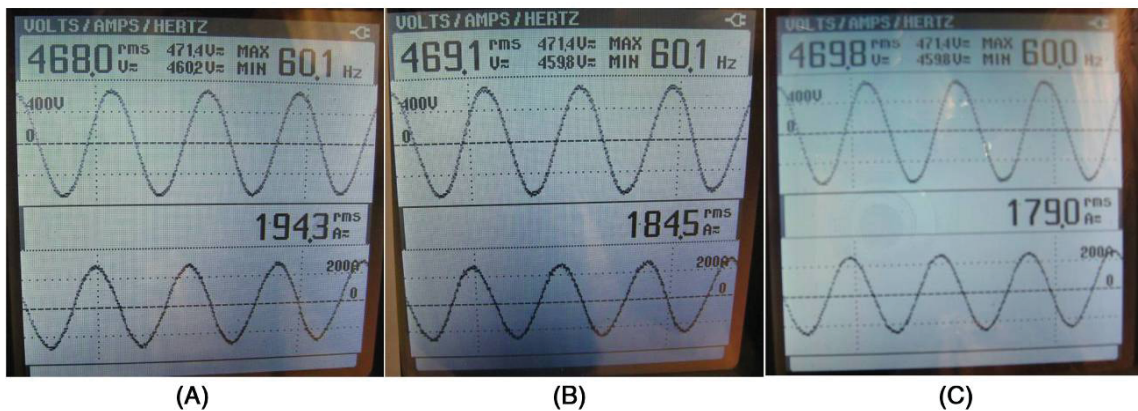 VOLTS/AMPS/HERTZ
468.0 rms V≂ 471.4V≂ MAX 60.1 Hz
460.2V≂ MIN
400V
0
194.3 rms A≂
200A
0
(A)
VOLTS/AMPS/HERTZ
469.1 rms V≂ 471.4V≂ MAX 60.1 Hz
459.8V≂ MIN
400V
0
184.5 rms A≂
200A
0
(B)
VOLTS/AMPS/HERTZ
469.8 rms V≂ 471.4V≂ MAX 60.0 Hz
459.8V≂ MIN
400V
0
179.0 rms A≂
200A
0
(C)